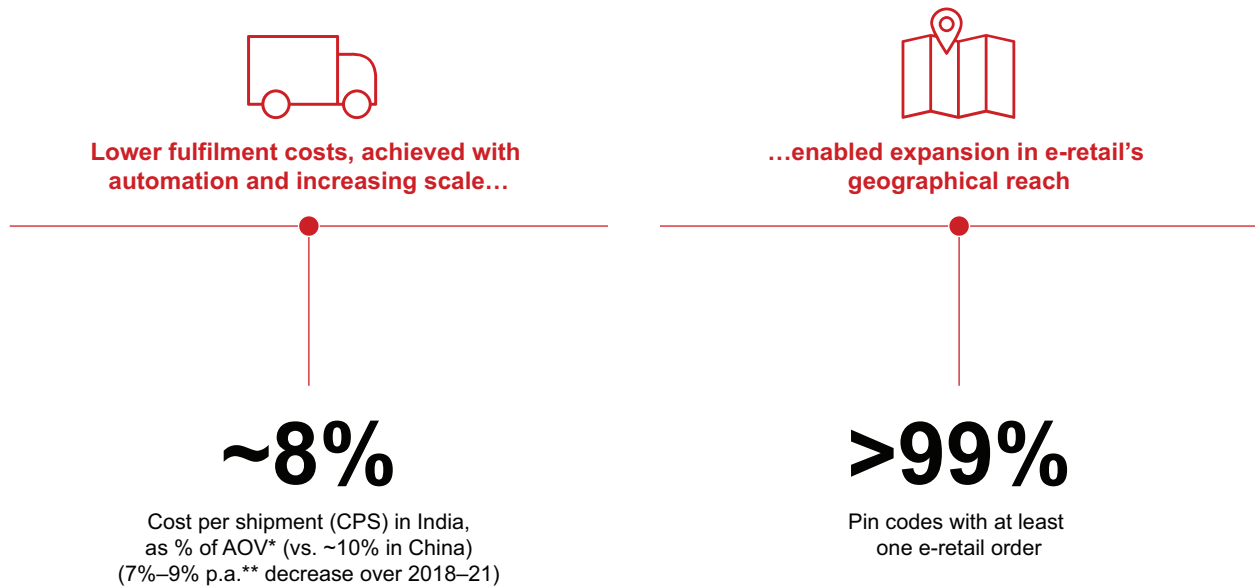 Lower fulfilment costs, achieved with
automation and increasing scale…
~8%
Cost per shipment (CPS) in India,
as % of AOV* (vs. ~10% in China)
(7%–9% p.a.** decrease over 2018–21)
…enabled expansion in e-retail’s
geographical reach
>99%
Pin codes with at least
one e-retail order